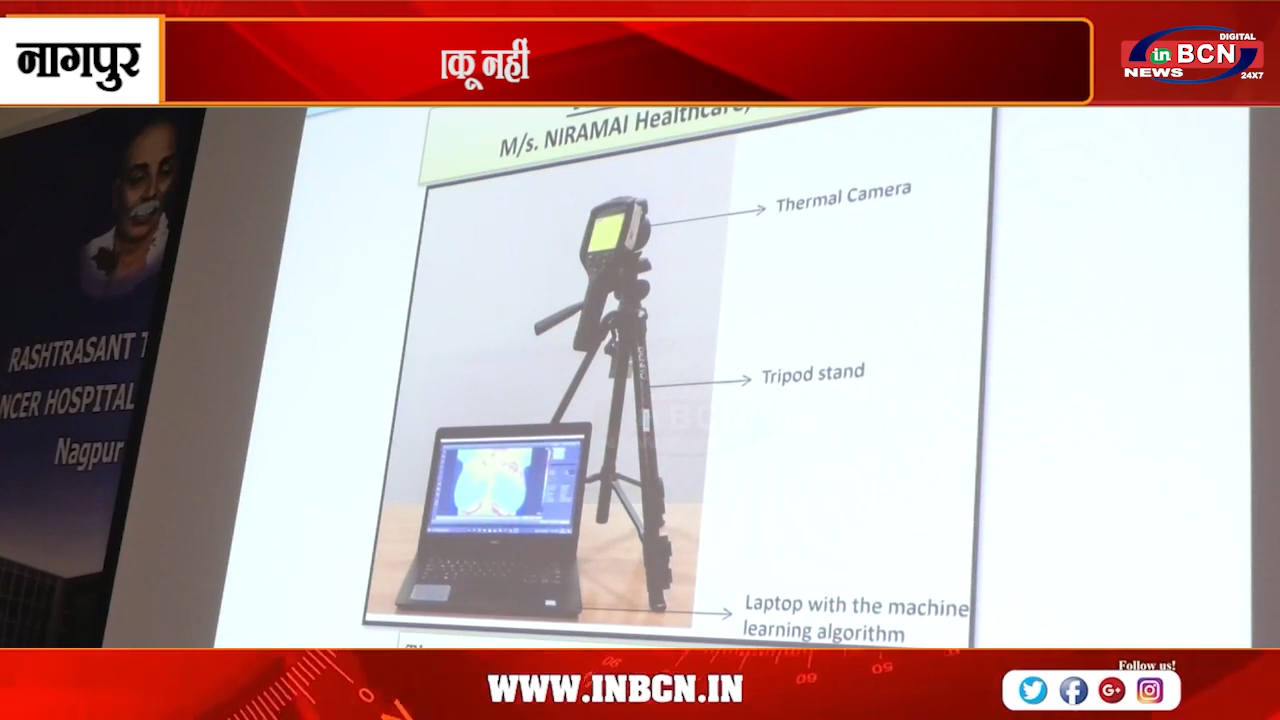 नागपुर
कू नहीं
DIGITAL
in BCN
NEWS
24X7
M/s. NIRAMAI Healthcare,
Thermal Camera
RASHTRASANT
Tripod stand
NCER HOSPITAL
Nagpur
Laptop with the machine
learning algorithm
WWW.INBCN.IN
Follow us!